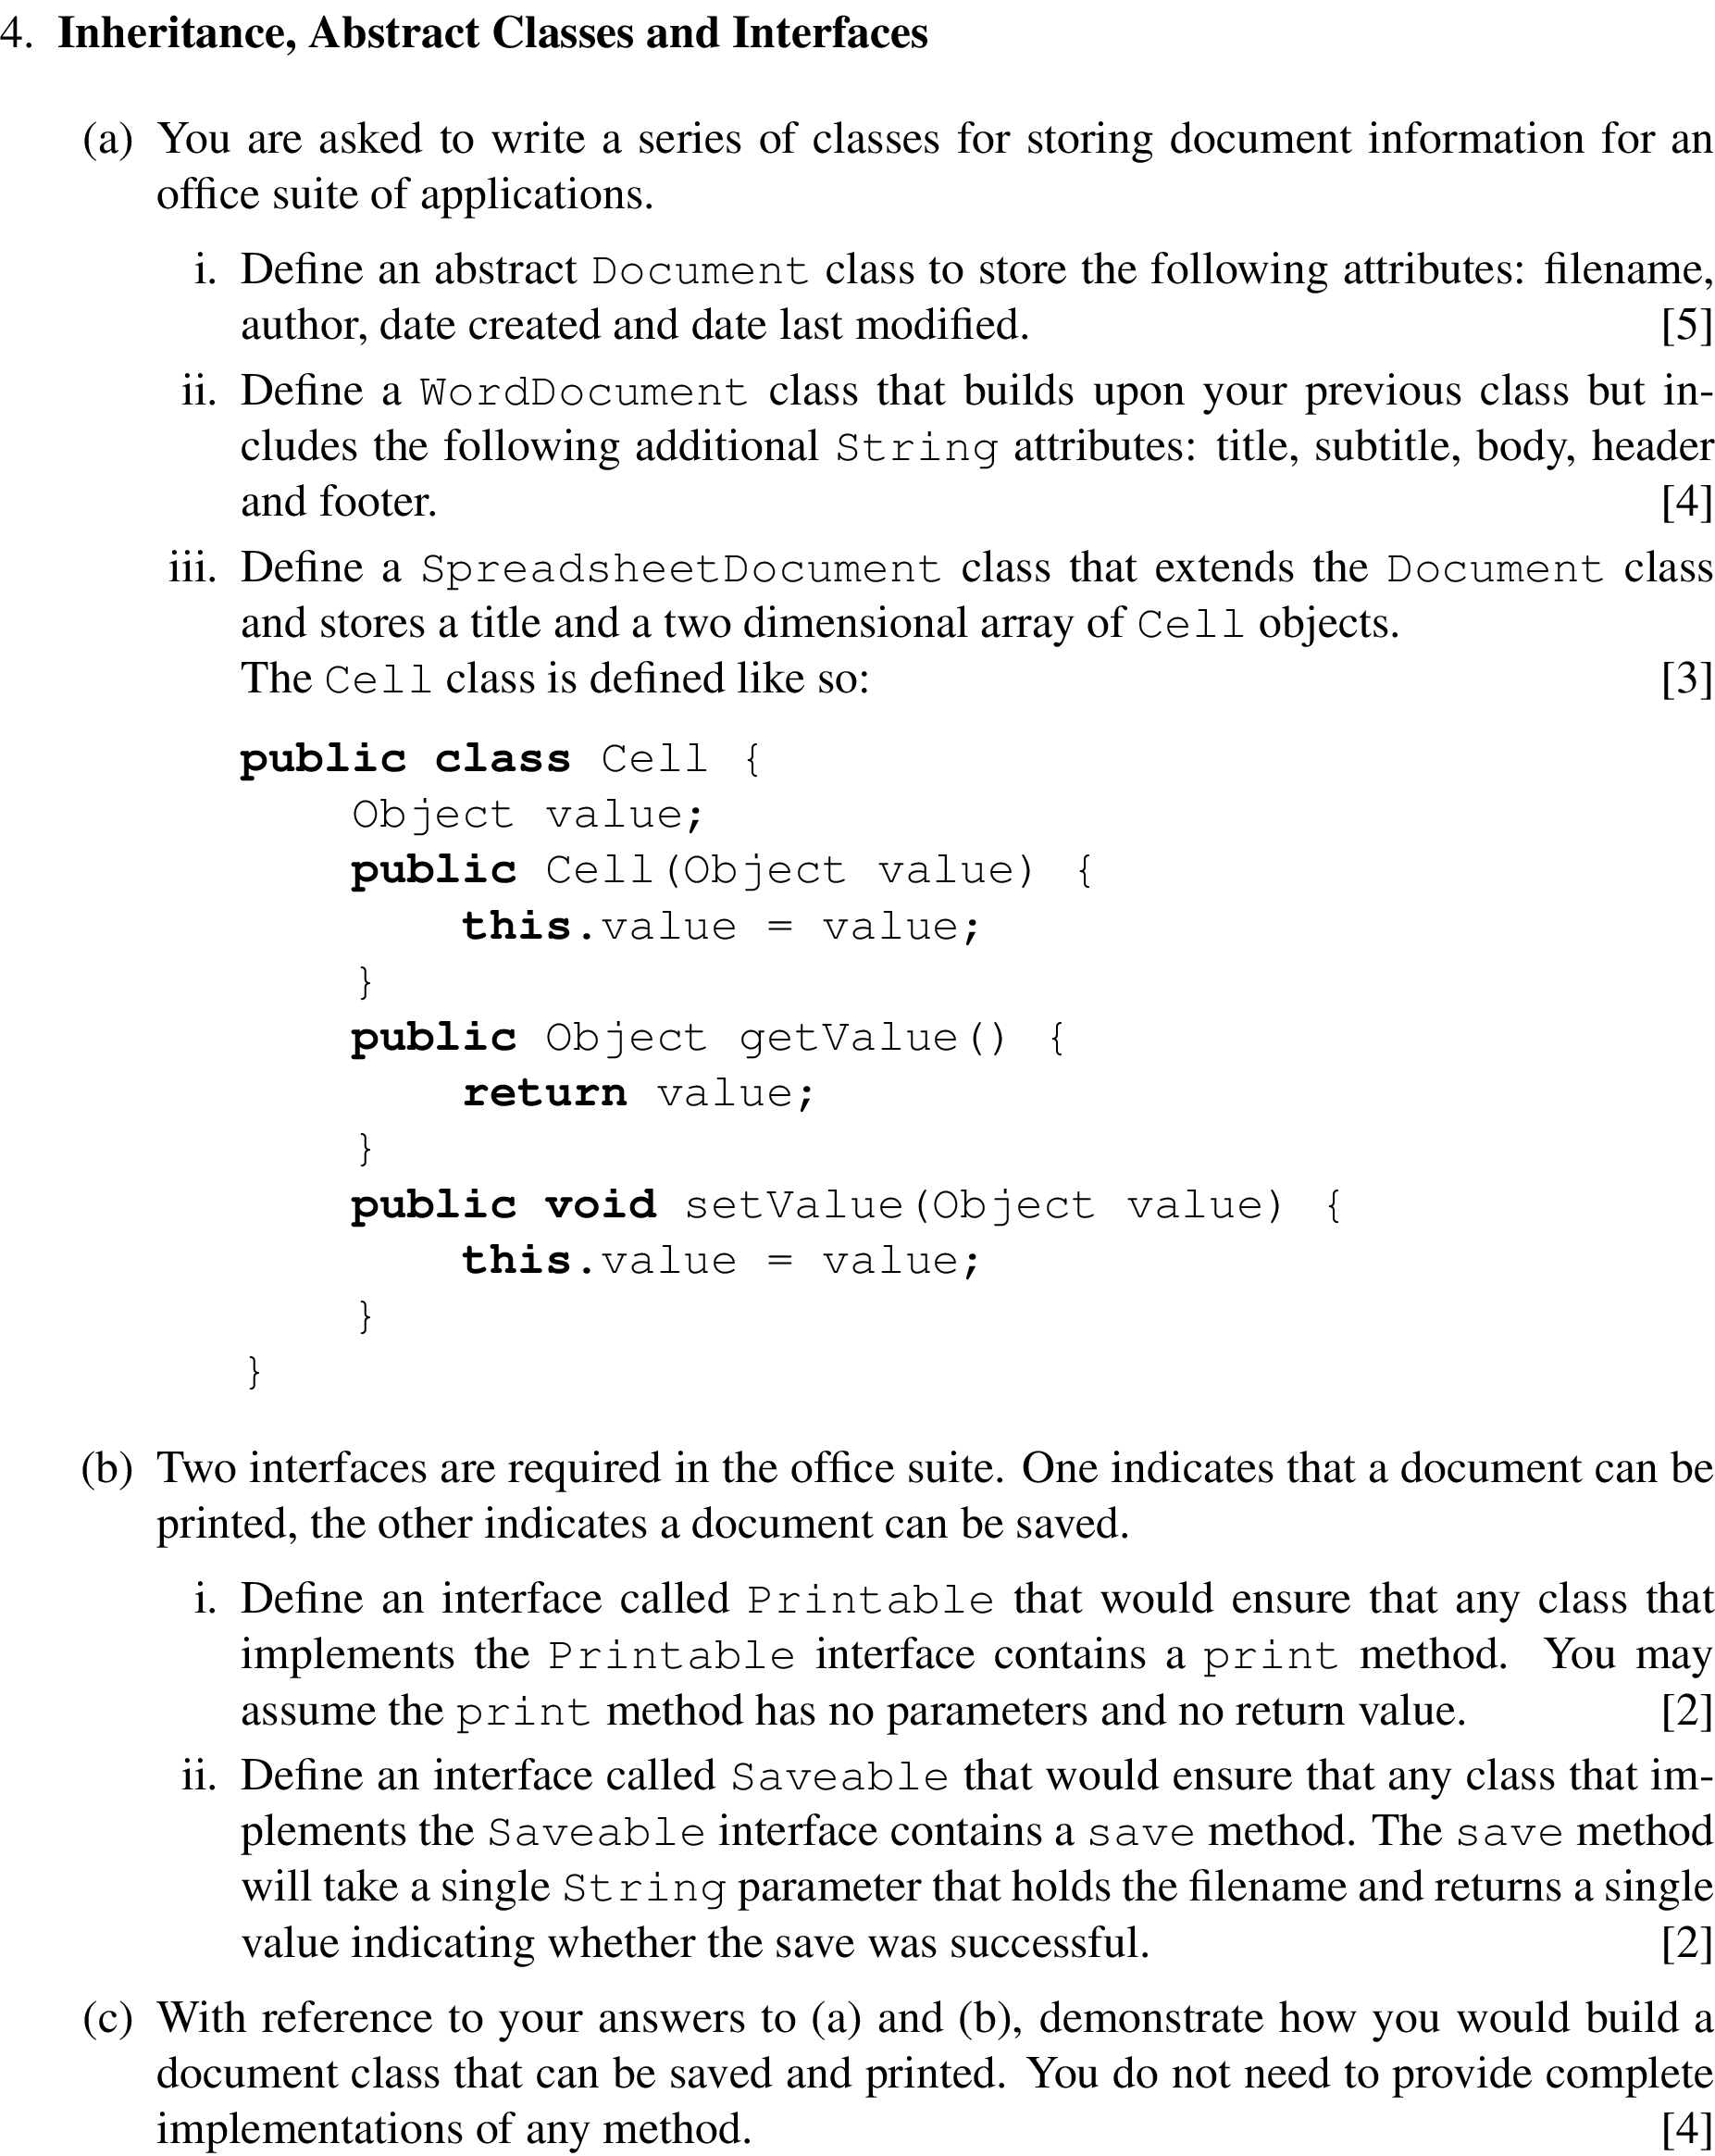 4. Inheritance, Abstract Classes and Interfaces
(a) You are asked to write a series of classes for storing document information for an
office suite of applications.
i. Define an abstract Document class to store the following attributes: filename,
author, date created and date last modified. [5]
ii. Define a WordDocument class that builds upon your previous class but in-
cludes the following additional String attributes: title, subtitle, body, header
and footer. [4]
iii. Define a SpreadsheetDocument class that extends the Document class
and stores a title and a two dimensional array of Cell objects.
The Cell class is defined like so: [3]
public class Cell {
Object value;
public Cell(Object value) {
this.value = value;
}
public Object getValue() {
return value;
}
public void setValue(Object value) {
this.value = value;
}
}
(b) Two interfaces are required in the office suite. One indicates that a document can be
printed, the other indicates a document can be saved.
i. Define an interface called Printable that would ensure that any class that
implements the Printable interface contains a print method. You may
assume the print method has no parameters and no return value. [2]
ii. Define an interface called Saveable that would ensure that any class that im-
plements the Saveable interface contains a save method. The save method
will take a single String parameter that holds the filename and returns a single
value indicating whether the save was successful. [2]
(c) With reference to your answers to (a) and (b), demonstrate how you would build a
document class that can be saved and printed. You do not need to provide complete
implementations of any method. [4]